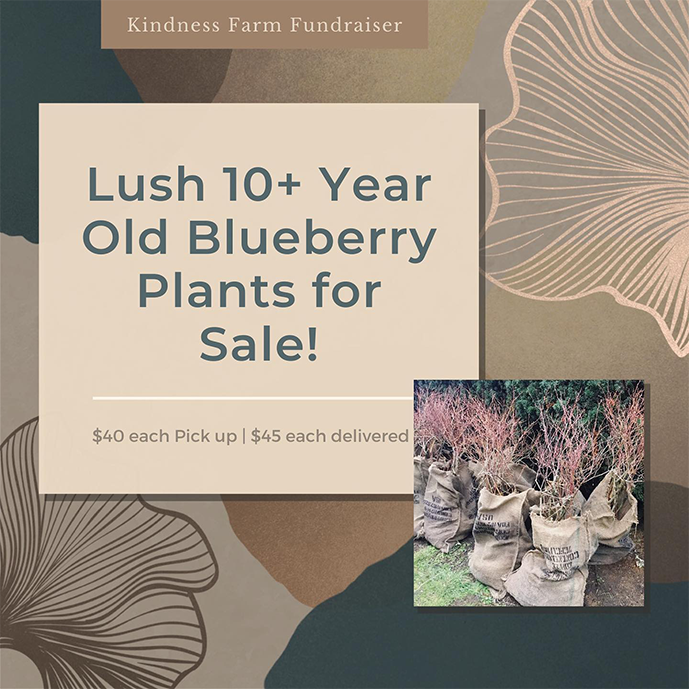 Kindness Farm Fundraiser
Lush 10+ Year
Old Blueberry
Plants for
Sale!
$40 each Pick up | $45 each delivered